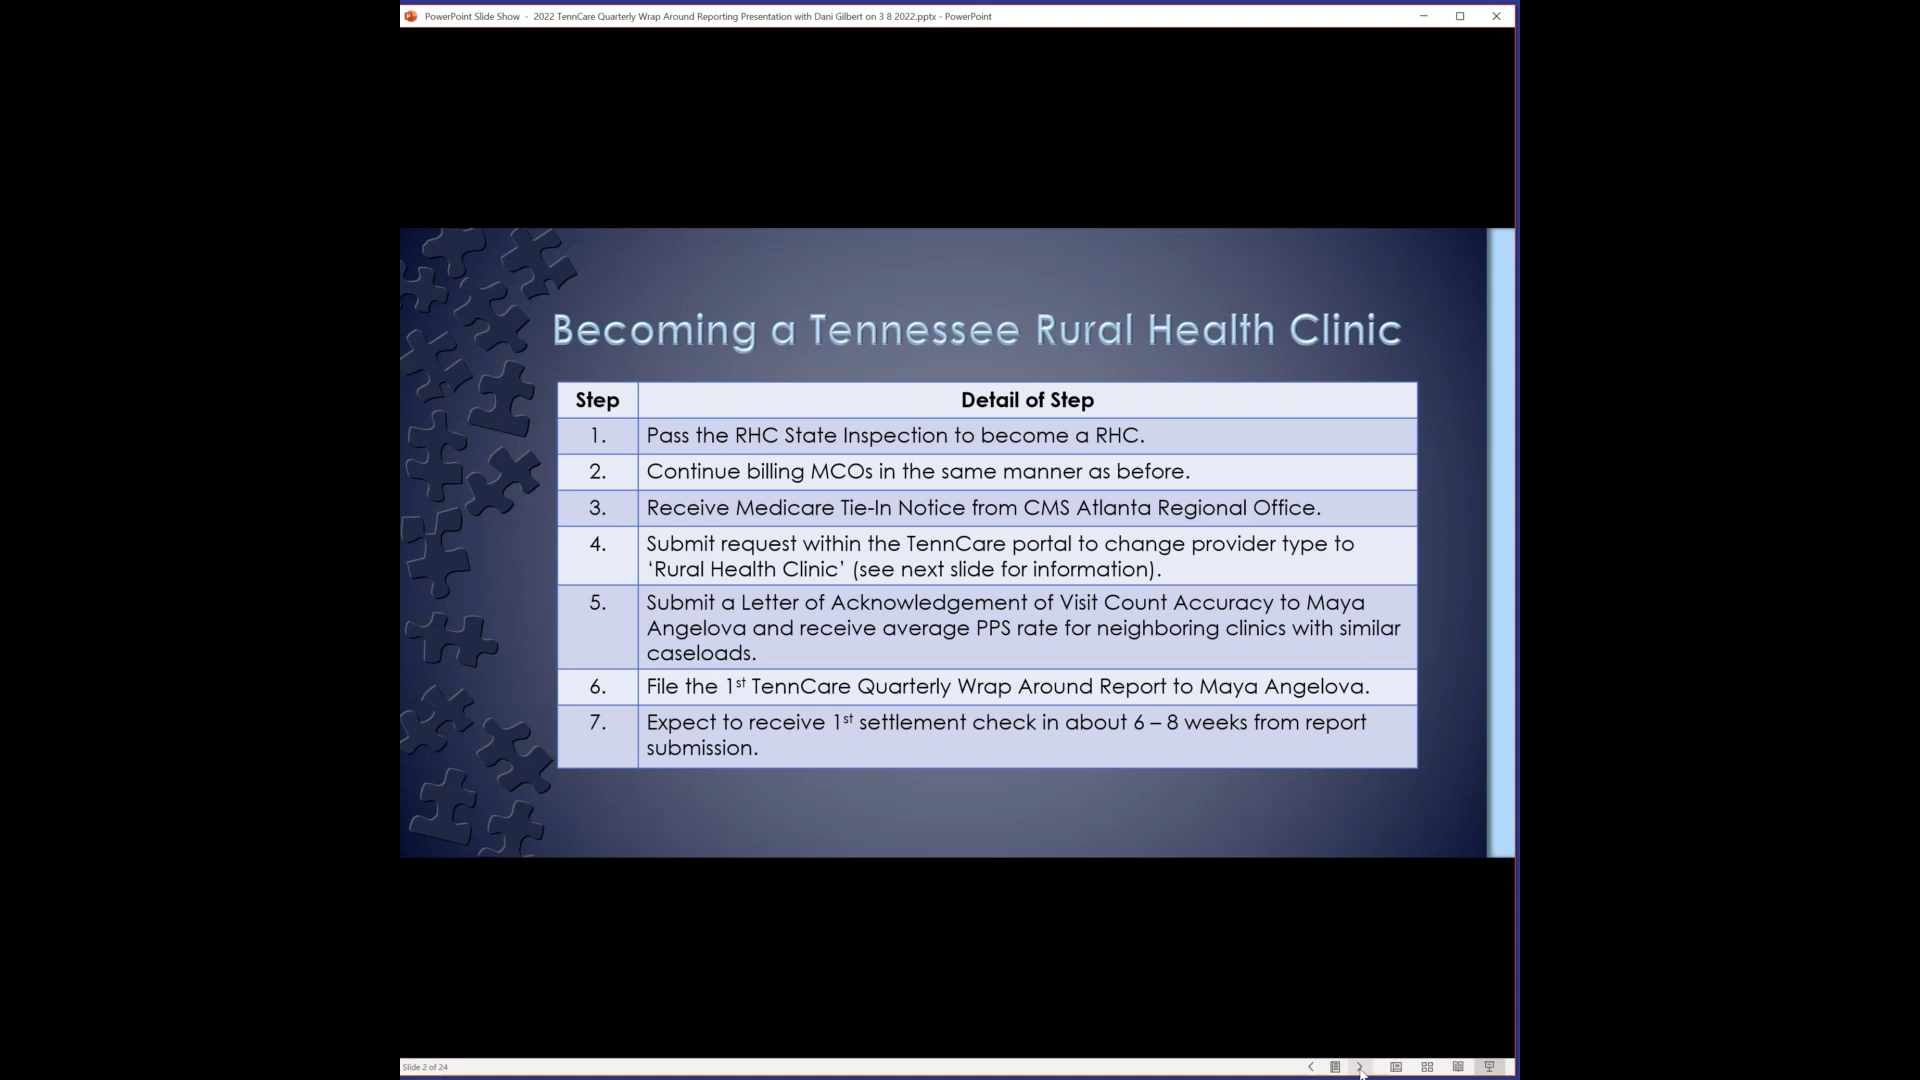 PowerPoint Slide Show - 2022 TennCare Quarterly Wrap Around Reporting Presentation with Dani Gilbert on 3 8 2022.pptx - PowerPoint
Becoming a Tennessee Rural Health Clinic
Step Detail of Step
1. Pass the RHC State Inspection to become a RHC.
2. Continue billing MCOs in the same manner as before.
3. Receive Medicare Tie-In Notice from CMS Atlanta Regional Office.
4. Submit request within the TennCare portal to change provider type to
‘Rural Health Clinic’ (see next slide for information).
5. Submit a Letter of Acknowledgement of Visit Count Accuracy to Maya
Angelova and receive average PPS rate for neighboring clinics with similar
caseloads.
6. File the 1st TennCare Quarterly Wrap Around Report to Maya Angelova.
7. Expect to receive 1st settlement check in about 6 – 8 weeks from report
submission.
Slide 2 of 24